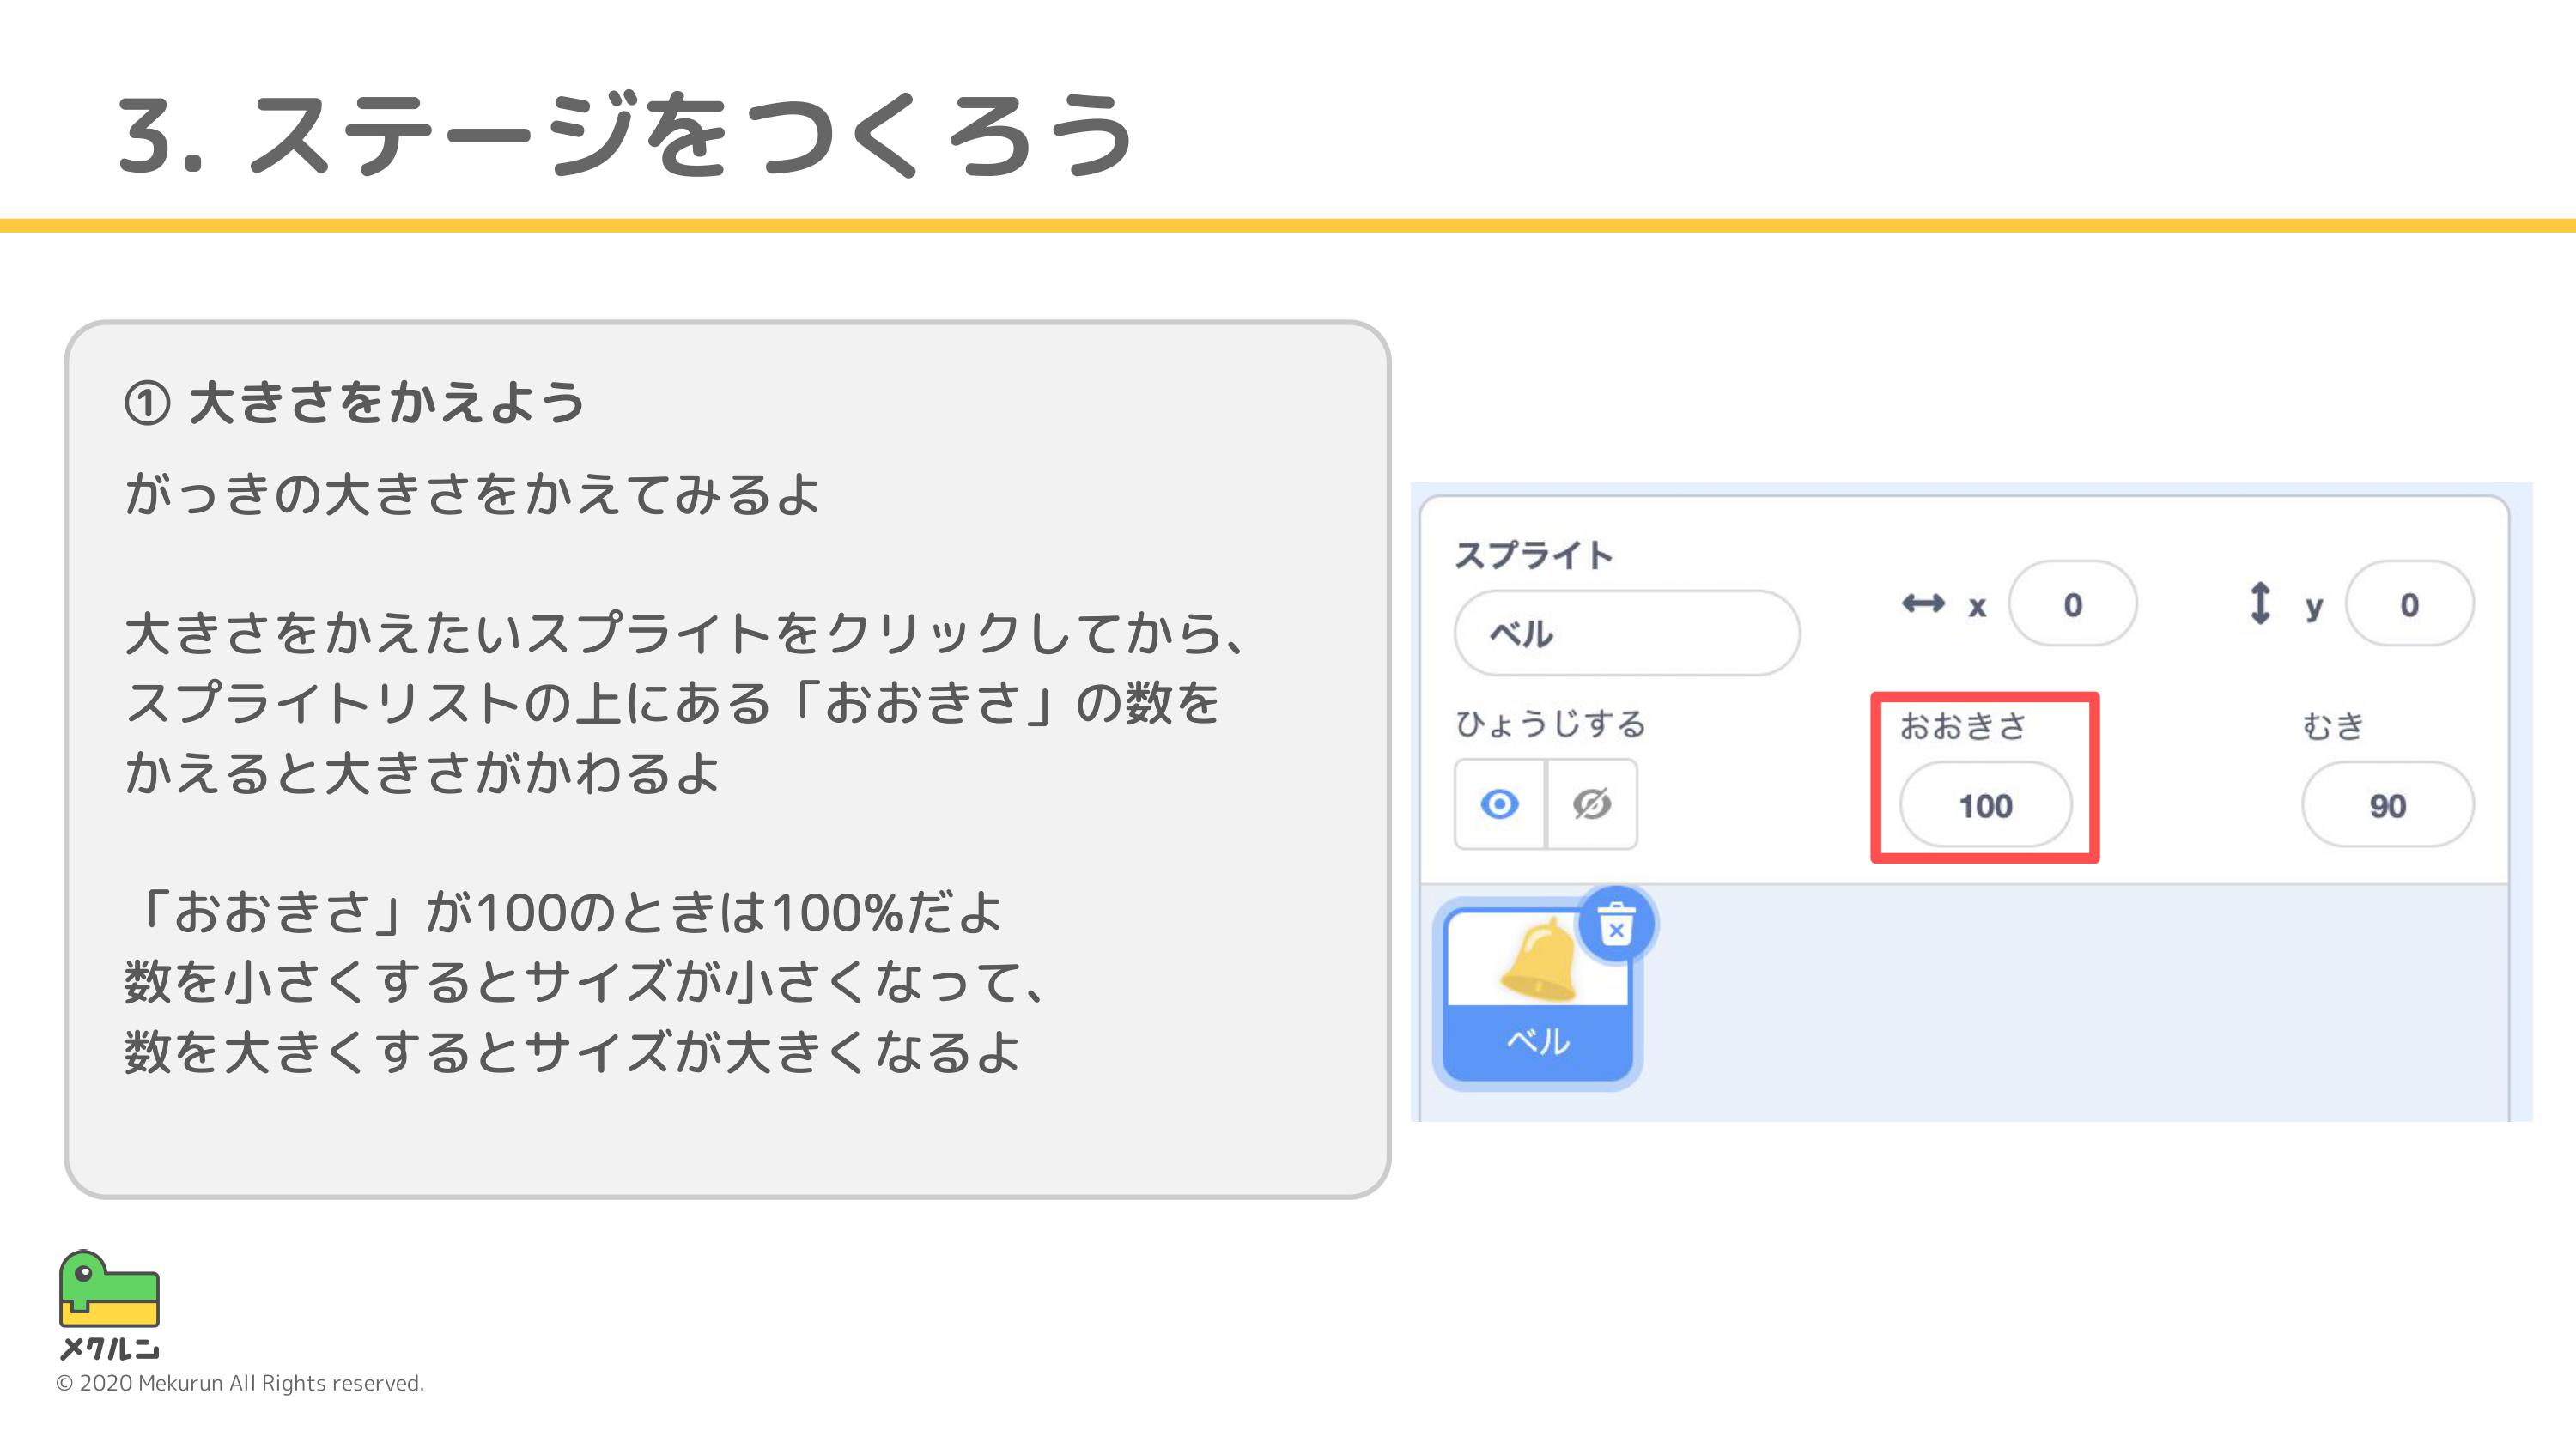 3. ステージをつくろう
① 大きさをかえよう
がっきの大きさをかえてみるよ
大きさをかえたいスプライトをクリックしてから、
スプライトリストの上にある「おおきさ」の数を
かえると大きさがかわるよ
「おおきさ」が100のときは100%だよ
数を小さくするとサイズが小さくなって、
数を大きくするとサイズが大きくなるよ
スプライト
ベル
x 0
y 0
ひょうじする
おおきさ
100
むき
90
ベル
メクルン
© 2020 Mekurun All Rights reserved.